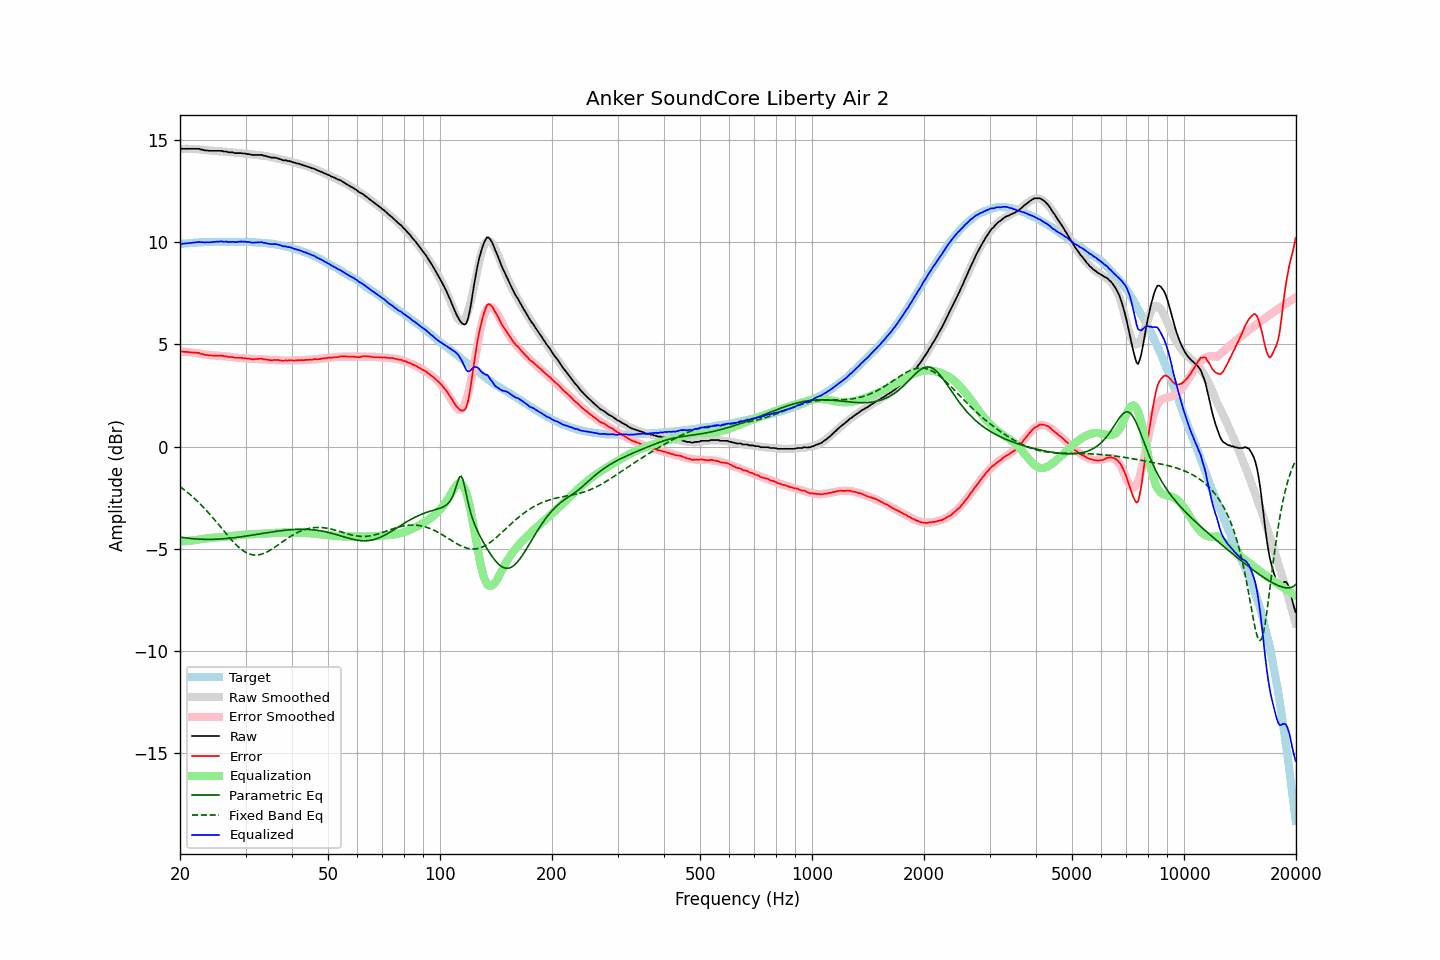 Anker SoundCore Liberty Air 2
Amplitude (dBr)
15
10
5
0
−5
−10
−15
Target
Raw Smoothed
Error Smoothed
Raw
Error
Equalization
Parametric Eq
Fixed Band Eq
Equalized
20 50 100 200 500 1000 2000 5000 10000 20000
Frequency (Hz)